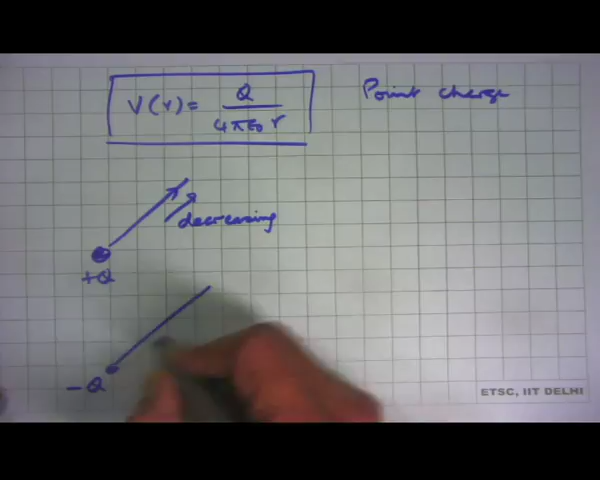 V(r) = Q / 4πε₀r
Point charge
decreasing
+Q
-Q
ETSC, IIT DELHI